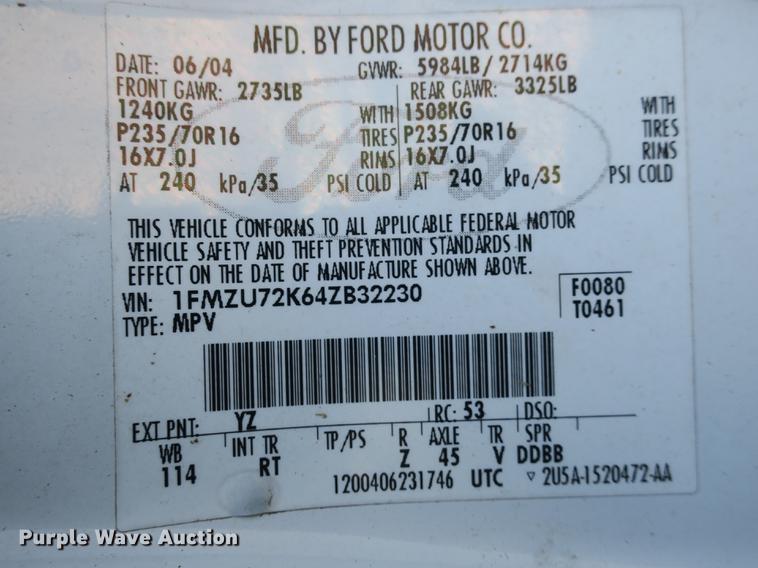 MFD. BY FORD MOTOR CO.
DATE: 06/04 GVWR: 5984LB/ 2714KG
FRONT GAWR: 2735LB REAR GAWR: 3325LB
1240KG WITH 1508KG WITH
P235/70R16 TIRES P235/70R16 TIRES
16X7.0J RIMS 16X7.0J RIMS
AT 240 kPa/35 PSI COLD AT 240 kPa/35 PSI COLD
Ford
THIS VEHICLE CONFORMS TO ALL APPLICABLE FEDERAL MOTOR
VEHICLE SAFETY AND THEFT PREVENTION STANDARDS IN
EFFECT ON THE DATE OF MANUFACTURE SHOWN ABOVE.
VIN: 1FMZU72K64ZB32230 F0080
TYPE: MPV T0461
EXT PNT: YZ RC: 53 DSO:
WB INT TR TP/PS R AXLE TR SPR
114 RT Z 45 V DDBB
1200406231746 UTC ▽ 2U5A-1520472-AA
Purple Wave Auction